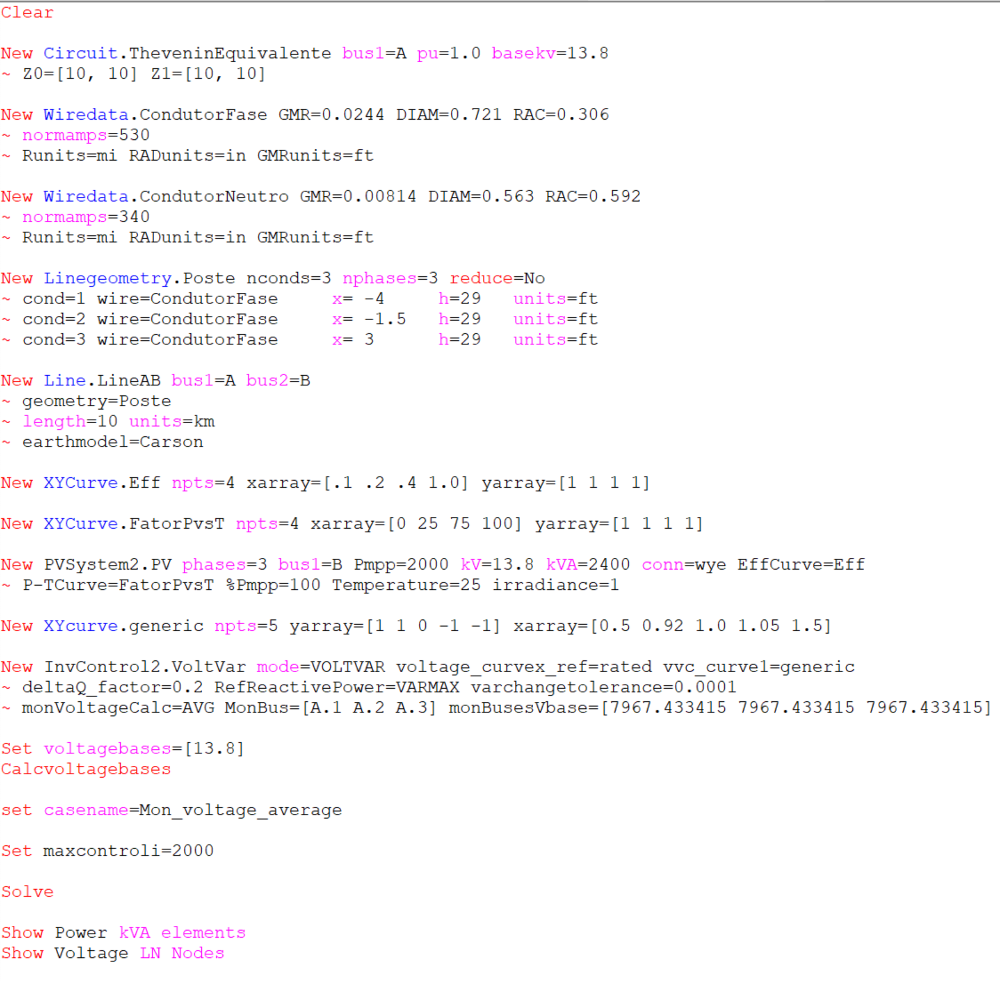 Clear
New Circuit.TheveninEquivalente bus1=A pu=1.0 basekv=13.8
~ Z0=[10, 10] Z1=[10, 10]
New Wiredata.CondutorFase GMR=0.0244 DIAM=0.721 RAC=0.306
~ normamps=530
~ Runits=mi RADunits=in GMRunits=ft
New Wiredata.CondutorNeutro GMR=0.00814 DIAM=0.563 RAC=0.592
~ normamps=340
~ Runits=mi RADunits=in GMRunits=ft
New Linegeometry.Poste nconds=3 nphases=3 reduce=No
~ cond=1 wire=CondutorFase x= -4 h=29 units=ft
~ cond=2 wire=CondutorFase x= -1.5 h=29 units=ft
~ cond=3 wire=CondutorFase x= 3 h=29 units=ft
New Line.LineAB bus1=A bus2=B
~ geometry=Poste
~ length=10 units=km
~ earthmodel=Carson
New XYCurve.Eff npts=4 xarray=[.1 .2 .4 1.0] yarray=[1 1 1 1]
New XYCurve.FatorPvsT npts=4 xarray=[0 25 75 100] yarray=[1 1 1 1]
New PVSystem2.PV phases=3 bus1=B Pmpp=2000 kV=13.8 kVA=2400 conn=wye EffCurve=Eff
~ P-TCurve=FatorPvsT %Pmpp=100 Temperature=25 irradiance=1
New XYcurve.generic npts=5 yarray=[1 1 0 -1 -1] xarray=[0.5 0.92 1.0 1.05 1.5]
New InvControl2.VoltVar mode=VOLTVAR voltage_curvex_ref=rated vvc_curve1=generic
~ deltaQ_factor=0.2 RefReactivePower=VARMAX varchangetolerance=0.0001
~ monVoltageCalc=AVG MonBus=[A.1 A.2 A.3] monBusesVbase=[7967.433415 7967.433415 7967.433415]
Set voltagebases=[13.8]
Calcvoltagebases
set casename=Mon_voltage_average
Set maxcontroli=2000
Solve
Show Power kVA elements
Show Voltage LN Nodes